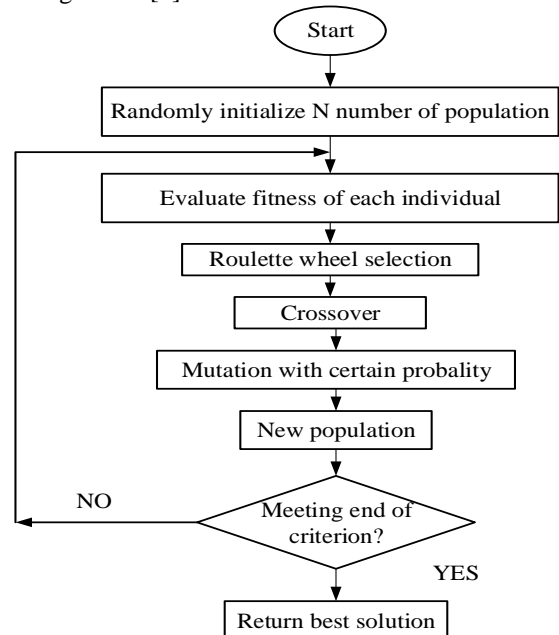 Start
Randomly initialize N number of population
Evaluate fitness of each individual
Roulette wheel selection
Crossover
Mutation with certain probality
New population
NO
Meeting end of
criterion?
YES
Return best solution